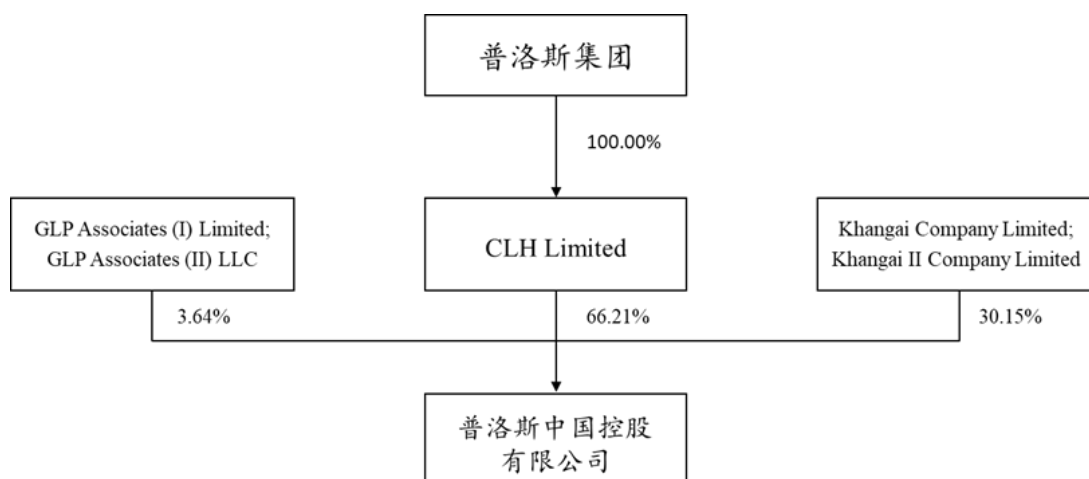 普洛斯集团
100.00%
GLP Associates (I) Limited;
GLP Associates (II) LLC
CLH Limited
Khangai Company Limited;
Khangai II Company Limited
3.64%
66.21%
30.15%
普洛斯中国控股
有限公司